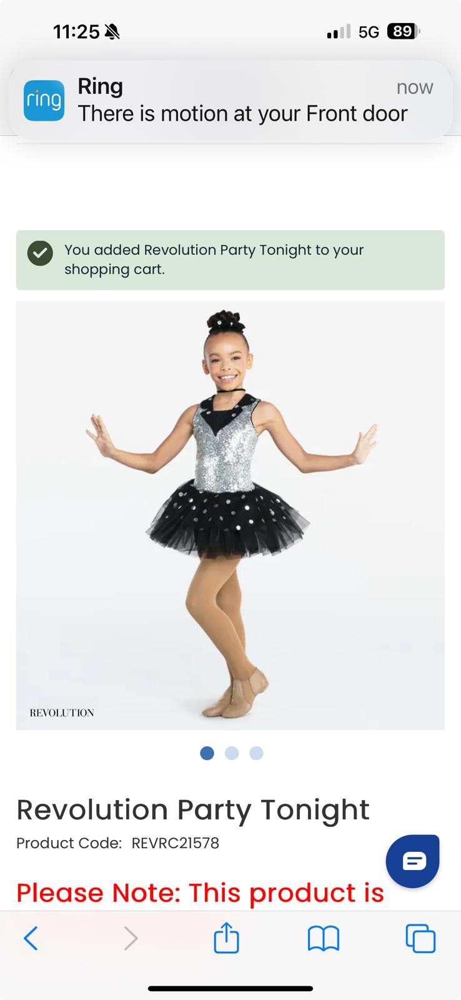 11:25
5G
89
ring
Ring
now
There is motion at your Front door
You added Revolution Party Tonight to your
shopping cart.
REVOLUTION
Revolution Party Tonight
Product Code: REVRC21578
Please Note: This product is